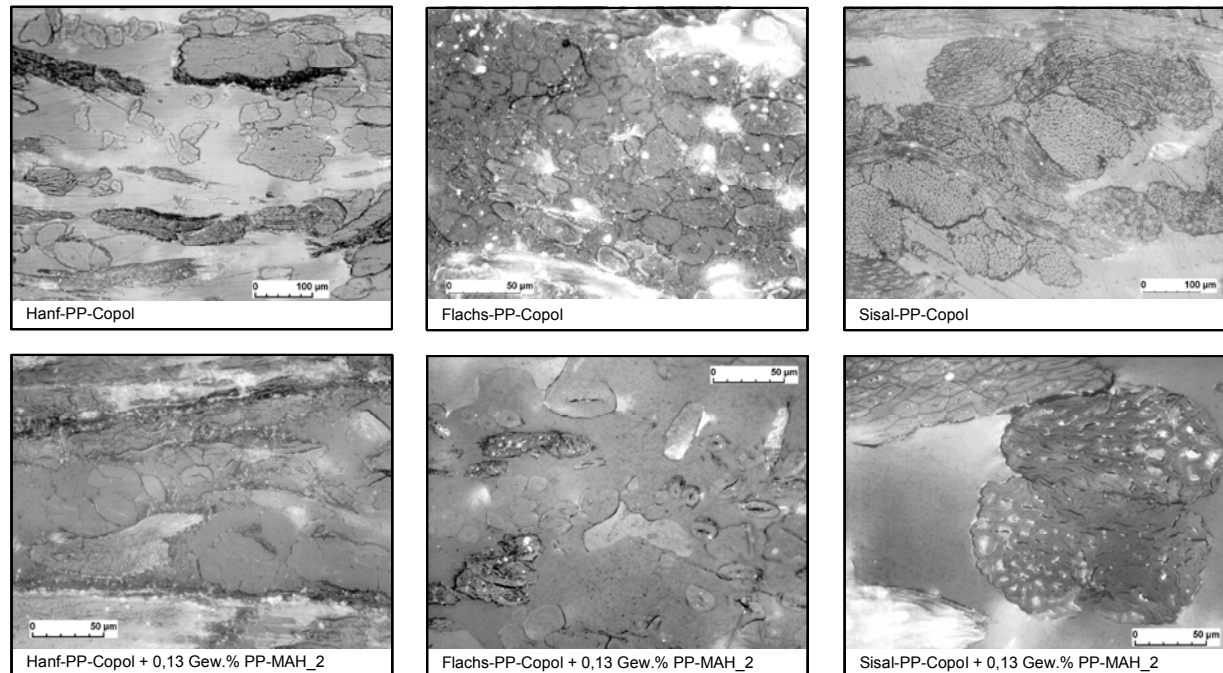 0 100 µm
Hanf-PP-Copol
0 50 µm
Flachs-PP-Copol
0 100 µm
Sisal-PP-Copol
0 50 µm
Hanf-PP-Copol + 0,13 Gew.% PP-MAH_2
0 50 µm
Flachs-PP-Copol + 0,13 Gew.% PP-MAH_2
0 50 µm
Sisal-PP-Copol + 0,13 Gew.% PP-MAH_2